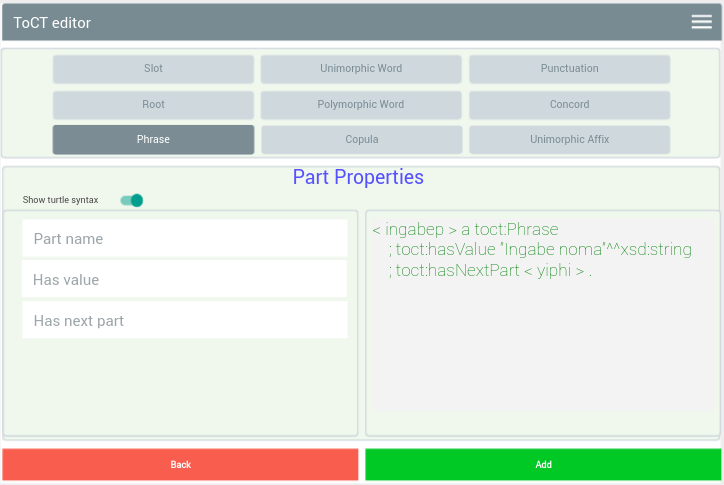 ToCT editor
Slot
Unimorphic Word
Punctuation
Root
Polymorphic Word
Concord
Phrase
Copula
Unimorphic Affix
Part Properties
Show turtle syntax
Part name
Has value
Has next part
< ingabep > a toct:Phrase
; toct:hasValue "Ingabe noma"^^xsd:string
; toct:hasNextPart < yiphi > .
Back
Add